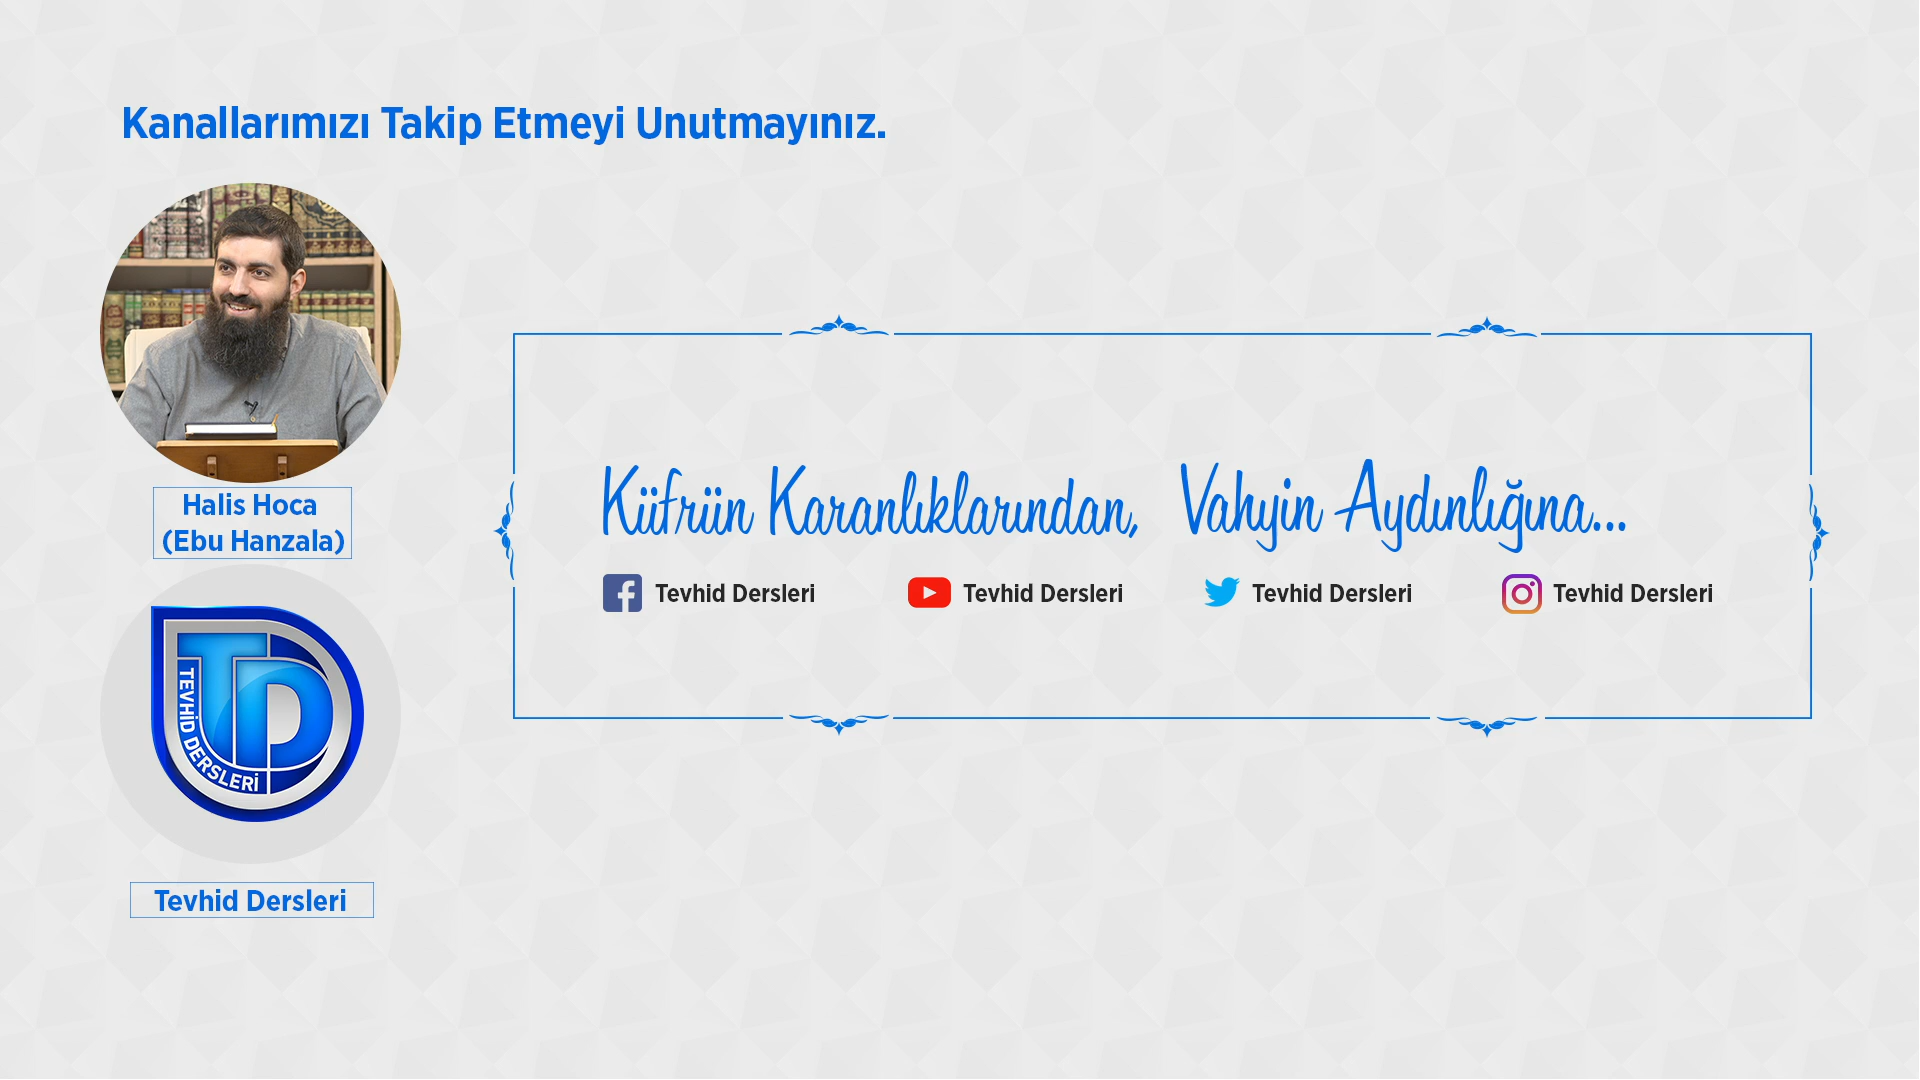 Kanallarımızı Takip Etmeyi Unutmayınız.
Halis Hoca
(Ebu Hanzala)
Küfrün Karanlıklarından, Vahyin Aydınlığına...
Tevhid Dersleri Tevhid Dersleri Tevhid Dersleri Tevhid Dersleri
TD
TEVHİD DERSLERİ
Tevhid Dersleri